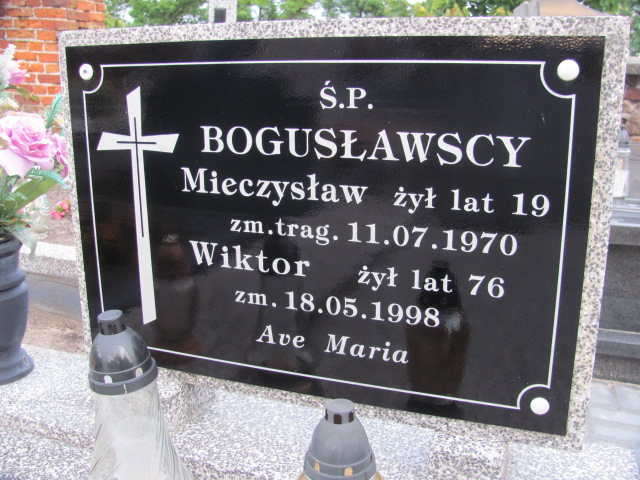 Ś.P.
BOGUSŁAWSCY
Mieczysław żył lat 19
zm.trag. 11.07.1970
Wiktor żył lat 76
zm. 18.05.1998
Ave Maria